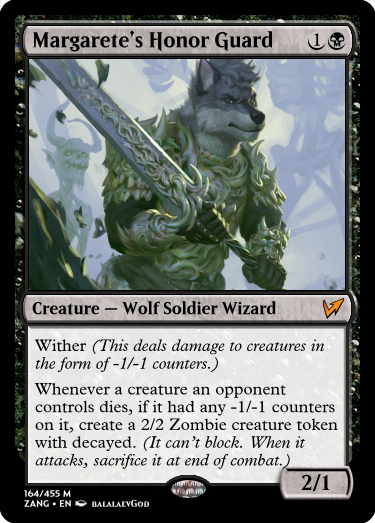 Margarete's Honor Guard 1
Creature — Wolf Soldier Wizard
Wither (This deals damage to creatures in
the form of -1/-1 counters.)
Whenever a creature an opponent
controls dies, if it had any -1/-1 counters
on it, create a 2/2 Zombie creature token
with decayed. (It can't block. When it
attacks, sacrifice it at end of combat.)
2/1
164/455 M
ZANG • EN BALALAEVGOD